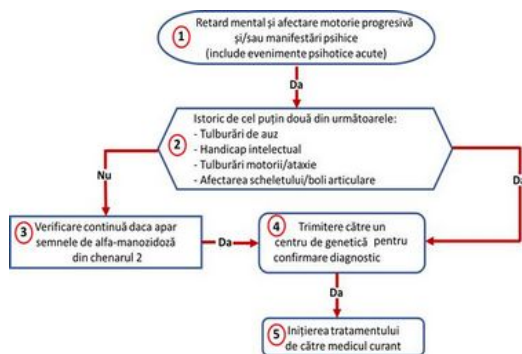 1 Retard mental și afectare motorie progresivă
și/sau manifestări psihice
(include evenimente psihotice acute)
Da
2 Istoric de cel puțin două din următoarele:
- Tulburări de auz
- Handicap intelectual
- Tulburări motorii/ataxie
- Afectarea scheletului/boli articulare
Nu
Da
3 Verificare continuă daca apar
semnele de alfa-manozidoză
din chenarul 2
Da
4 Trimitere către un
centru de genetică pentru
confirmare diagnostic
Da
5 Inițierea tratamentului
de către medicul curant